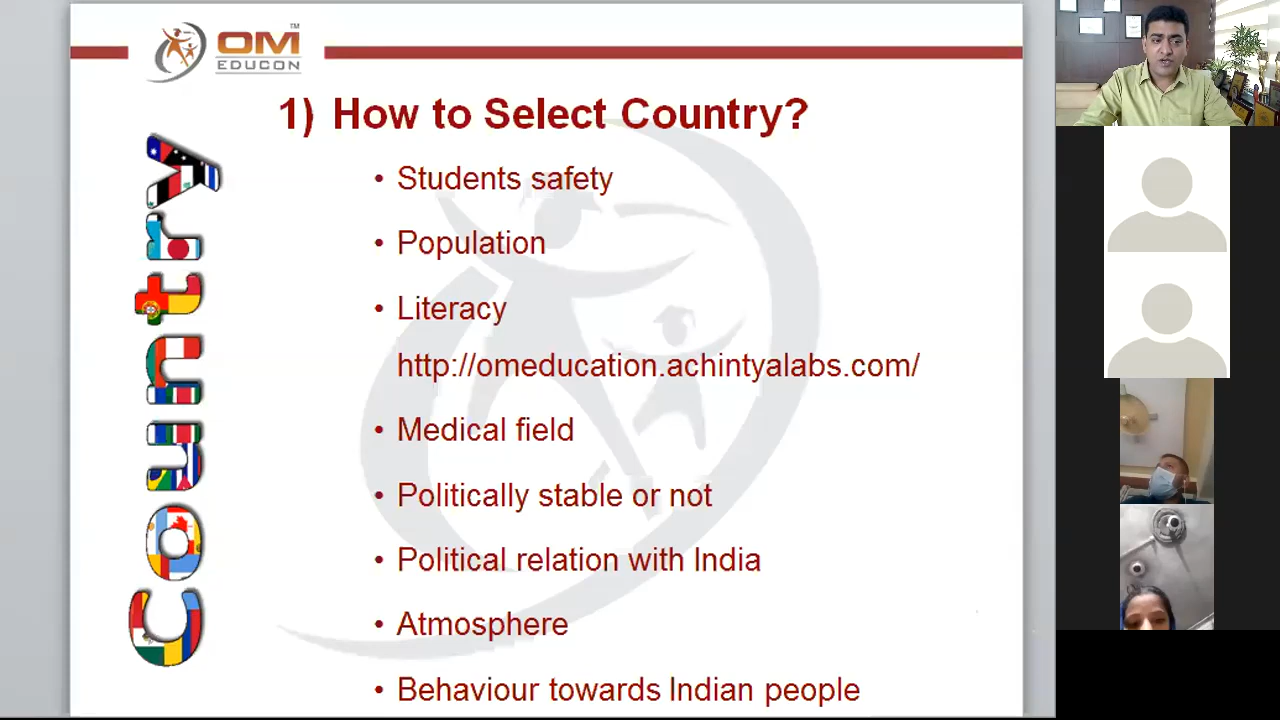 OM
EDUCON
TM
1) How to Select Country?
Country
• Students safety
• Population
• Literacy
http://omeducation.achintyalabs.com/
• Medical field
• Politically stable or not
• Political relation with India
• Atmosphere
• Behaviour towards Indian people